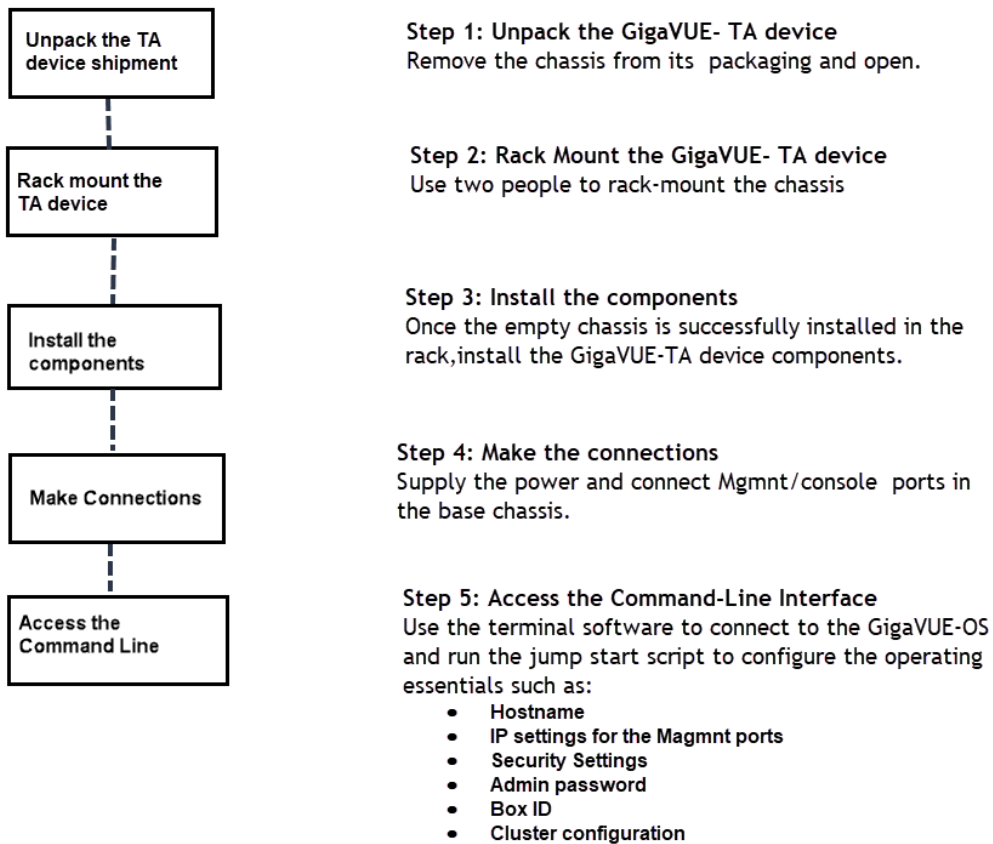 Unpack the TA
device shipment
Step 1: Unpack the GigaVUE- TA device
Remove the chassis from its packaging and open.
Rack mount the
TA device
Step 2: Rack Mount the GigaVUE- TA device
Use two people to rack-mount the chassis
Install the
components
Step 3: Install the components
Once the empty chassis is successfully installed in the
rack,install the GigaVUE-TA device components.
Make Connections
Step 4: Make the connections
Supply the power and connect Mgmnt/console ports in
the base chassis.
Access the
Command Line
Step 5: Access the Command-Line Interface
Use the terminal software to connect to the GigaVUE-OS
and run the jump start script to configure the operating
essentials such as:
• Hostname
• IP settings for the Magmnt ports
• Security Settings
• Admin password
• Box ID
• Cluster configuration